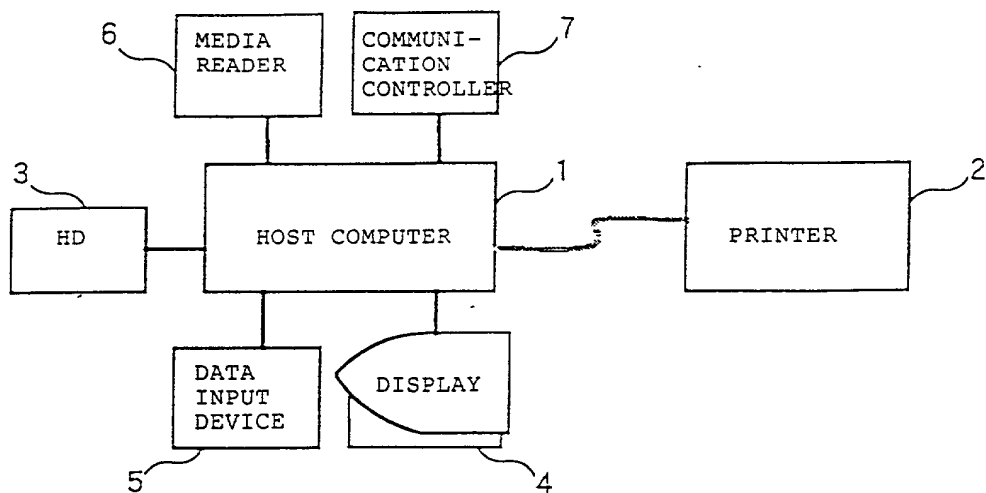 6
MEDIA
READER
COMMUNI-
CATION
CONTROLLER
7
3
HD
1
HOST COMPUTER
2
PRINTER
DATA
INPUT
DEVICE
5
DISPLAY
4